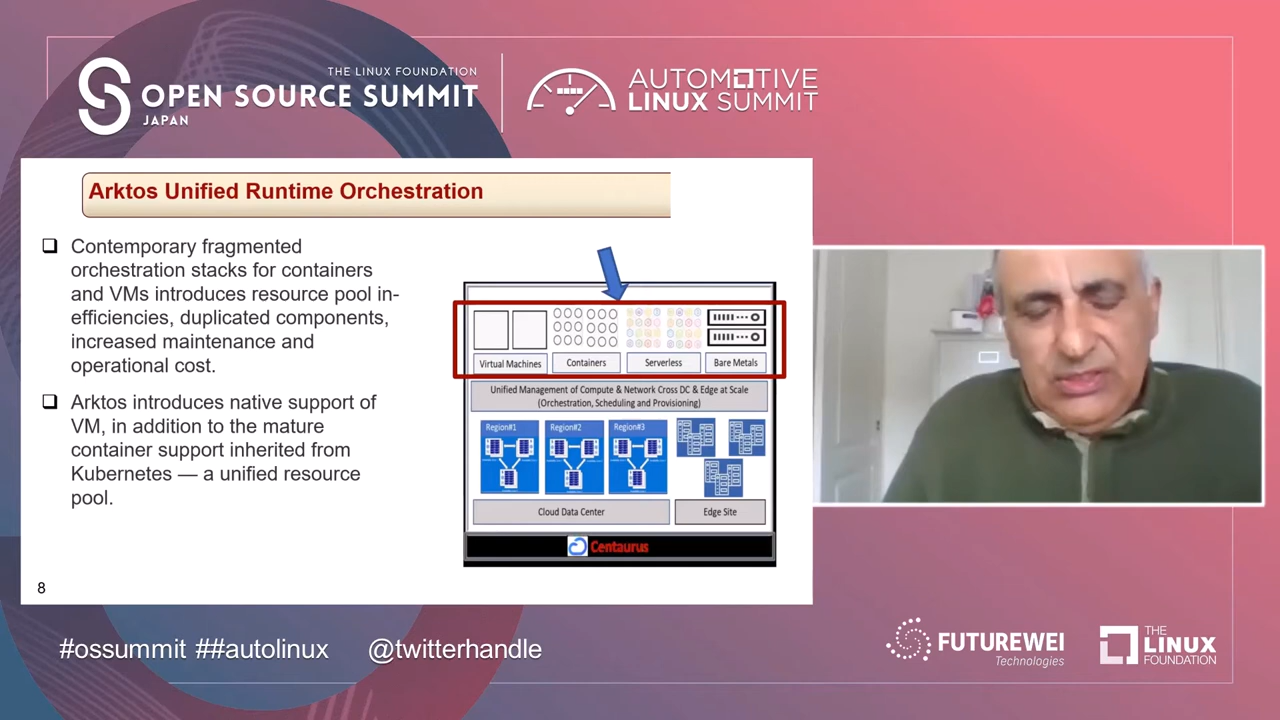 THE LINUX FOUNDATION
OPEN SOURCE SUMMIT
JAPAN
AUTOMOTIVE
LINUX SUMMIT
Arktos Unified Runtime Orchestration
❑ Contemporary fragmented
orchestration stacks for containers
and VMs introduces resource pool in-
efficiencies, duplicated components,
increased maintenance and
operational cost.
❑ Arktos introduces native support of
VM, in addition to the mature
container support inherited from
Kubernetes — a unified resource
pool.
Virtual Machines
Containers
Serverless
Bare Metals
Unified Management of Compute & Network Cross DC & Edge at Scale
(Orchestration, Scheduling and Provisioning)
Region#1
Region#2
Region#3
Cloud Data Center
Edge Site
Centaurus
8
#ossummit ##autolinux @twitterhandle
FUTUREWEI
Technologies
THE
LINUX
FOUNDATION